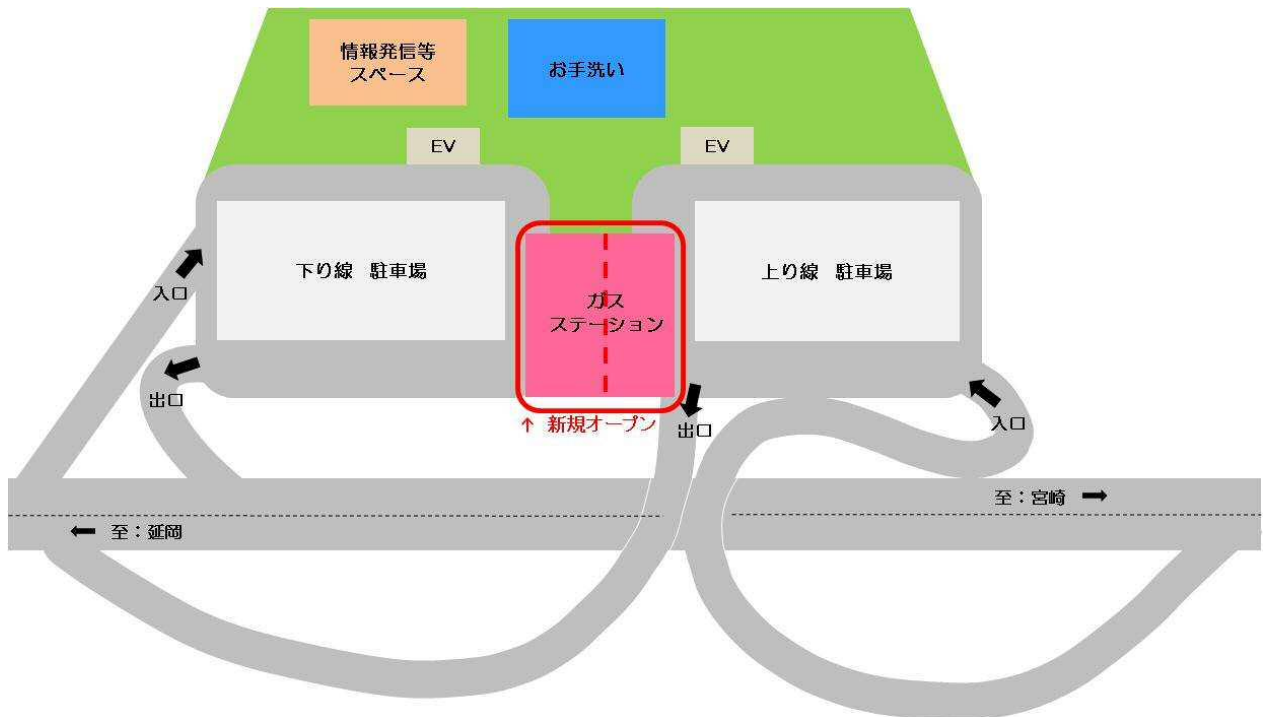 情報発信等
スペース
お手洗い
EV
EV
下り線 駐車場
上り線 駐車場
入口
ガス
ステーション
出口
↑ 新規オープン
出口
入口
至：宮崎 ➡
⬅ 至：延岡